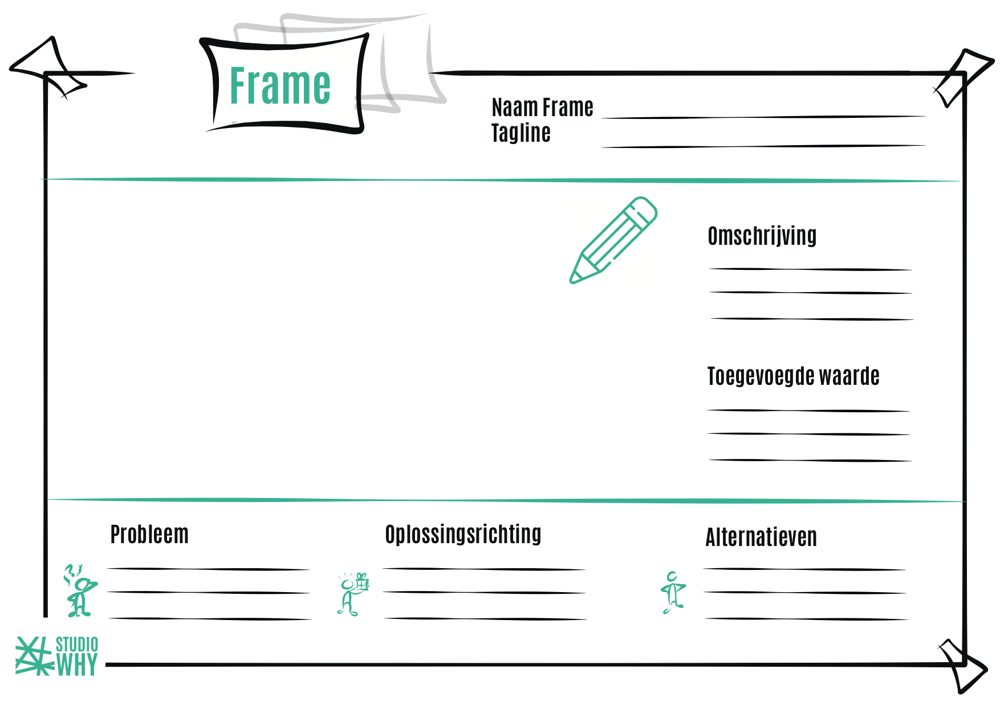 Frame
Naam Frame
Tagline
Omschrijving
Toegevoegde waarde
Probleem
Oplossingsrichting
Alternatieven
STUDIO
WHY